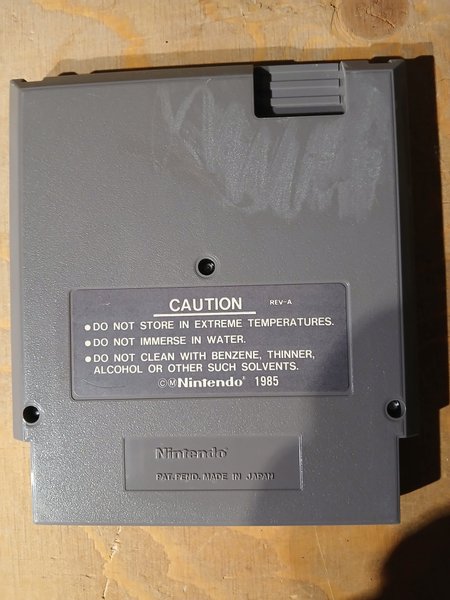 CAUTION REV-A
● DO NOT STORE IN EXTREME TEMPERATURES.
● DO NOT IMMERSE IN WATER.
● DO NOT CLEAN WITH BENZENE, THINNER,
ALCOHOL OR OTHER SUCH SOLVENTS.
©Ⓜ Nintendo® 1985
Nintendo®
PAT. PEND. MADE IN JAPAN